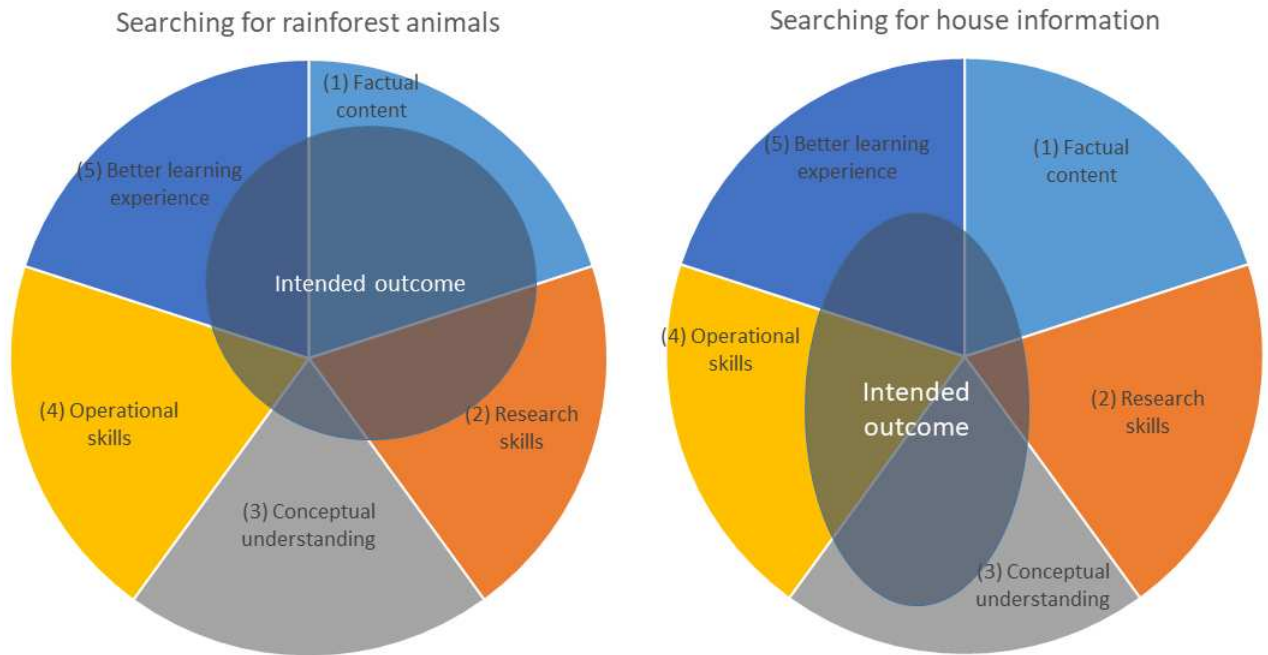 Searching for rainforest animals
(1) Factual
content
(5) Better learning
experience
Intended outcome
(4) Operational
skills
(2) Research
skills
(3) Conceptual
understanding
Searching for house information
(5) Better learning
experience
(1) Factual
content
(4) Operational
skills
Intended
outcome
(2) Research
skills
(3) Conceptual
understanding